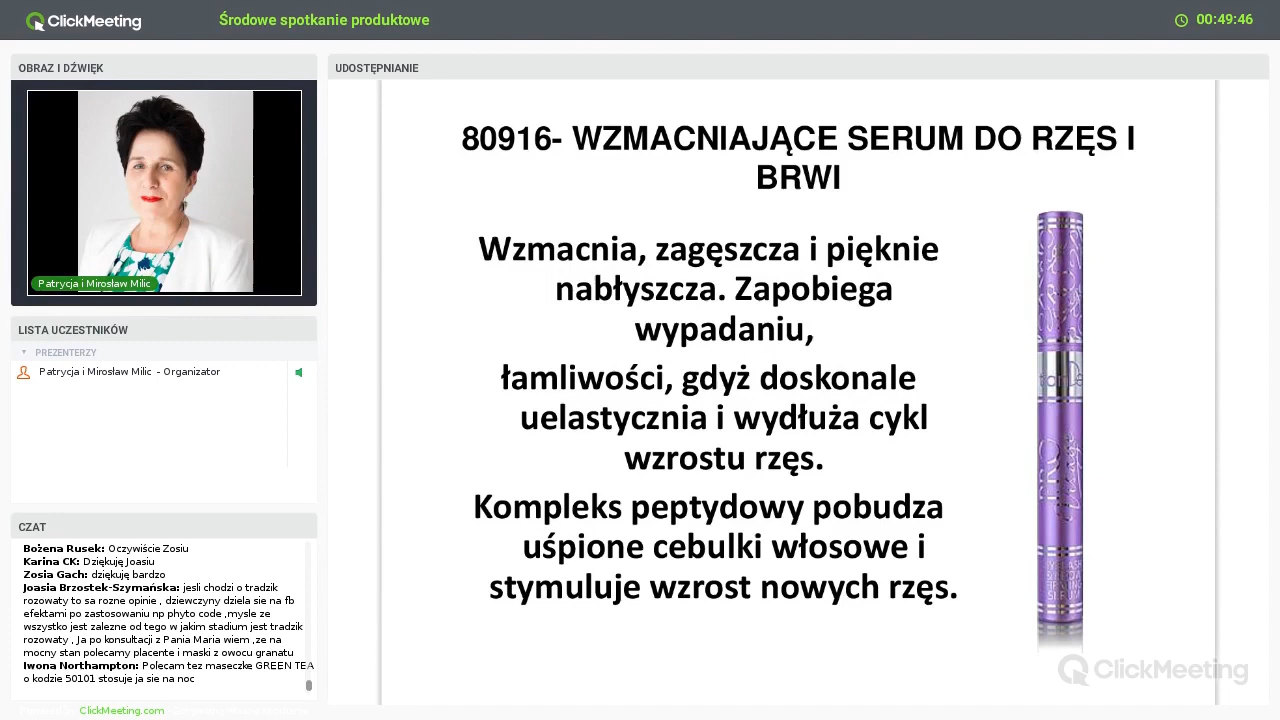 ClickMeeting
Środowe spotkanie produktowe
00:49:46
OBRAZ I DŹWIĘK
Patrycja i Mirosław Milic
LISTA UCZESTNIKÓW
PREZENTERZY
Patrycja i Mirosław Milic - Organizator
CZAT
Bożena Rusek: Oczywiście Zosiu
Karina CK: Dziękuję Joasiu
Zosia Gach: dziękuję bardzo
Joasia Brzostek-Szymańska: jesli chodzi o tradzik
rozowaty to sa rozne opinie , dziewczyny dziela sie na fb
efektami po zastosowaniu np phyto code ,mysle ze
wszystko jest zalezne od tego w jakim stadium jest tradzik
rozowaty , Ja po konsultacji z Pania Maria wiem ,ze na
mocny stan polecamy placente i maski z owocu granatu
Iwona Northampton: Polecam tez maseczkę GREEN TEA
o kodzie 50101 stosuje ja sie na noc
ClickMeeting.com
UDOSTĘPNIANIE
80916- WZMACNIAJĄCE SERUM DO RZĘS I
BRWI
Wzmacnia, zagęszcza i pięknie
nabłyszcza. Zapobiega
wypadaniu,
łamliwości, gdyż doskonale
uelastycznia i wydłuża cykl
wzrostu rzęs.
Kompleks peptydowy pobudza
uśpione cebulki włosowe i
stymuluje wzrost nowych rzęs.
PRO
SERUM
ClickMeeting